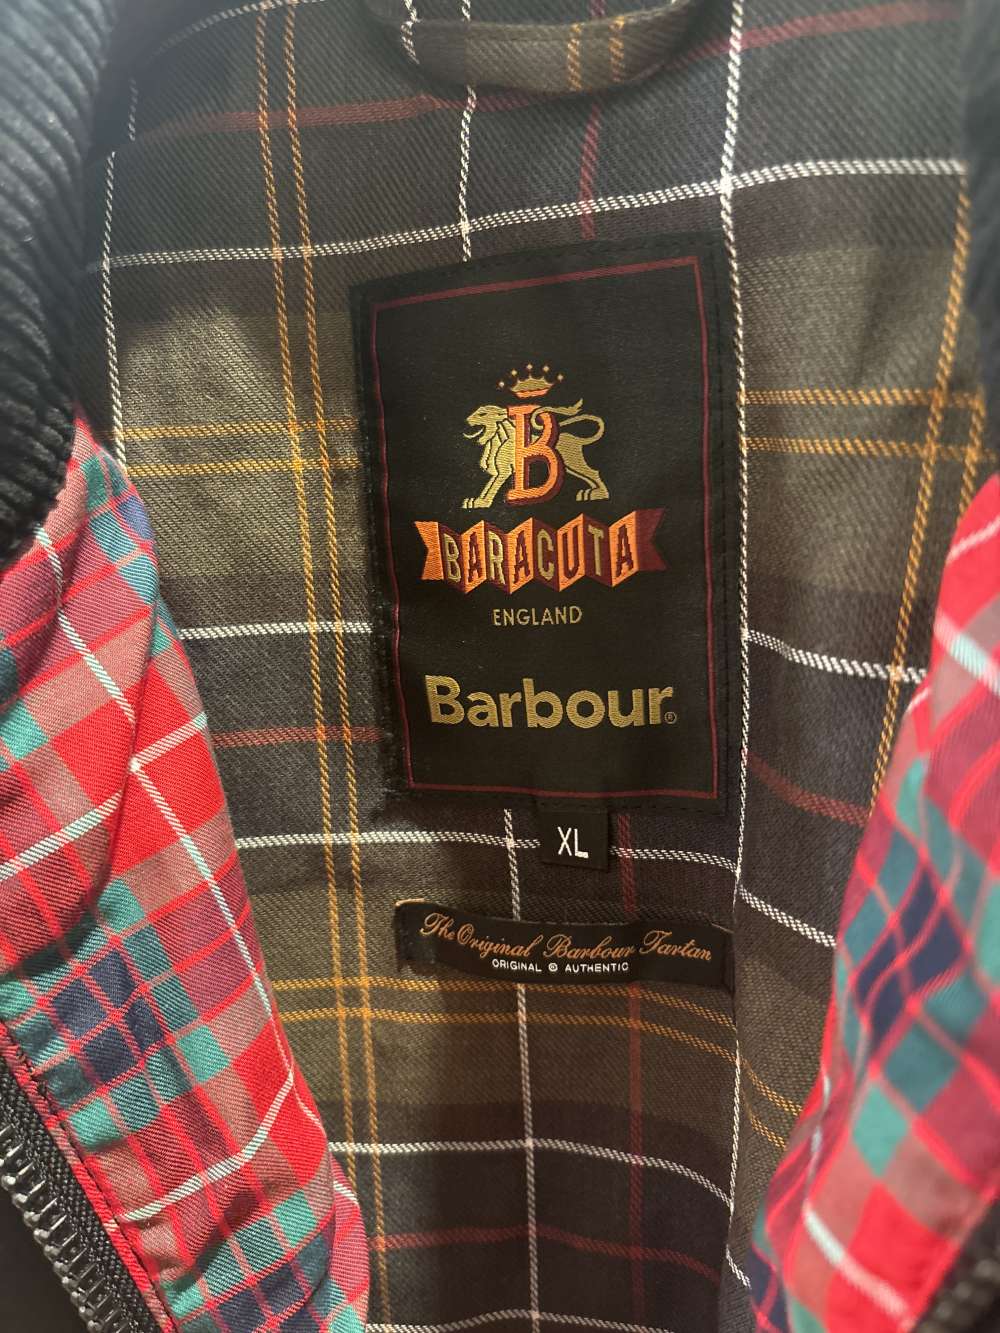 B
BARACUTA
ENGLAND
Barbour®
XL
The Original Barbour Tartan
ORIGINAL & AUTHENTIC